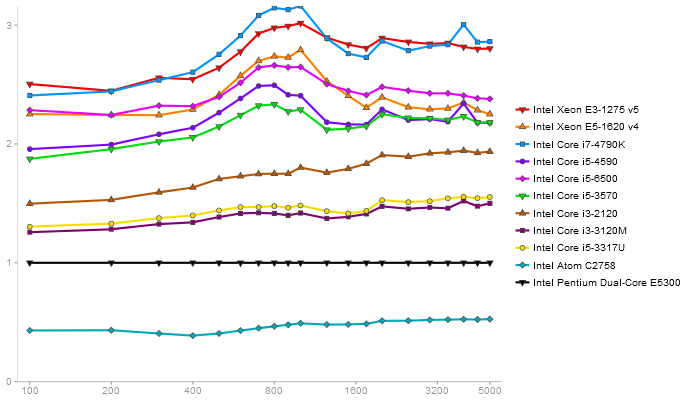 3
2
1
0
100
200
400
800
1600
3200
5000
Intel Xeon E3-1275 v5
Intel Xeon E5-1620 v4
Intel Core i7-4790K
Intel Core i5-4590
Intel Core i5-6500
Intel Core i5-3570
Intel Core i3-2120
Intel Core i3-3120M
Intel Core i5-3317U
Intel Atom C2758
Intel Pentium Dual-Core E5300